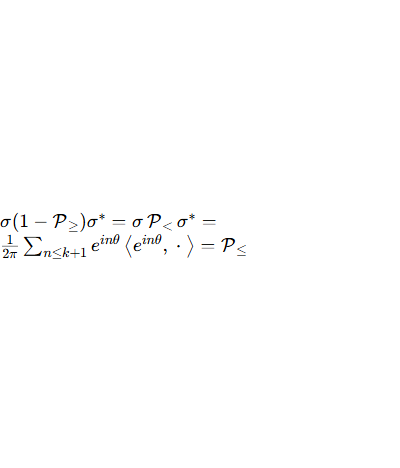 σ(1 − 𝒫≥)σ* = σ 𝒫< σ* =
1/2π ∑n≤k+1 e^{inθ} ⟨e^{inθ}, · ⟩ = 𝒫≤